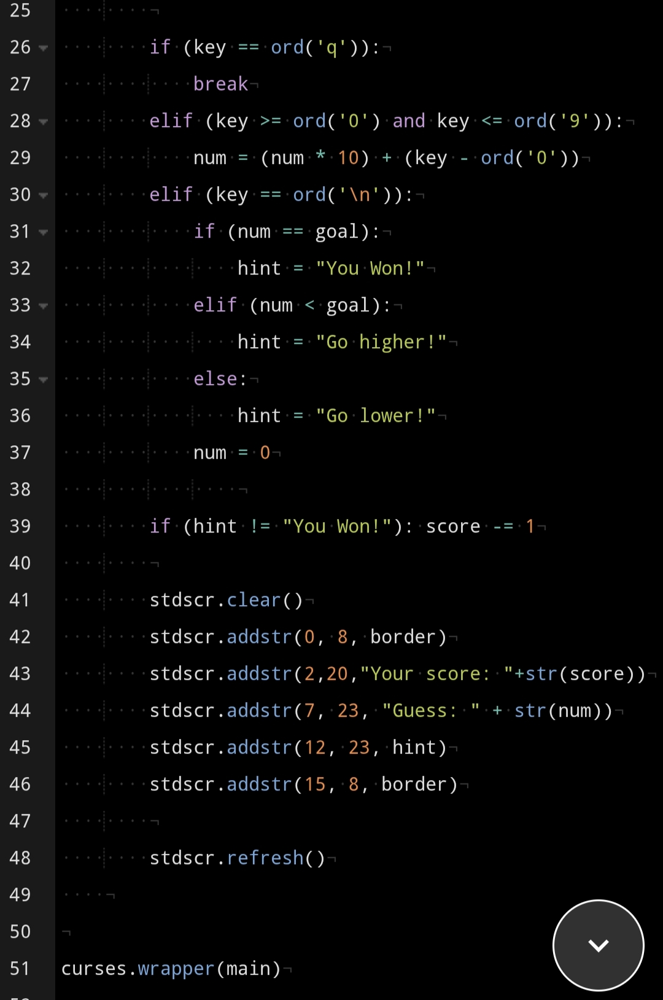 25
26 if (key == ord('q')):
27 break
28 elif (key >= ord('0') and key <= ord('9')):
29 num = (num * 10) + (key - ord('0'))
30 elif (key == ord('\n')):
31 if (num == goal):
32 hint = "You Won!"
33 elif (num < goal):
34 hint = "Go higher!"
35 else:
36 hint = "Go lower!"
37 num = 0
38
39 if (hint != "You Won!"): score -= 1
40
41 stdscr.clear()
42 stdscr.addstr(0, 8, border)
43 stdscr.addstr(2,20,"Your score: "+str(score))
44 stdscr.addstr(7, 23, "Guess: " + str(num))
45 stdscr.addstr(12, 23, hint)
46 stdscr.addstr(15, 8, border)
47
48 stdscr.refresh()
49
50
51 curses.wrapper(main)